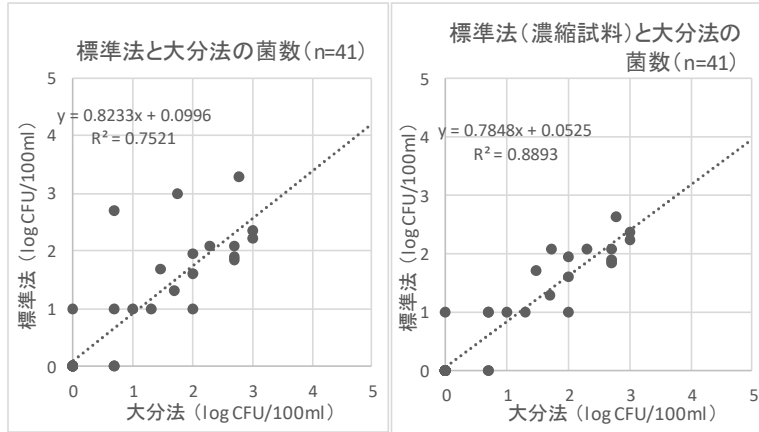 標準法と大分法の菌数(n=41)
5
4
3
2
1
0
y = 0.8233x + 0.0996
R² = 0.7521
標準法 (log CFU/100ml)
0 1 2 3 4 5
大分法 (log CFU/100ml)
標準法(濃縮試料)と大分法の
菌数(n=41)
5
4
3
2
1
0
y = 0.7848x + 0.0525
R² = 0.8893
標準法 (log CFU/100ml)
0 1 2 3 4 5
大分法 (log CFU/100ml)